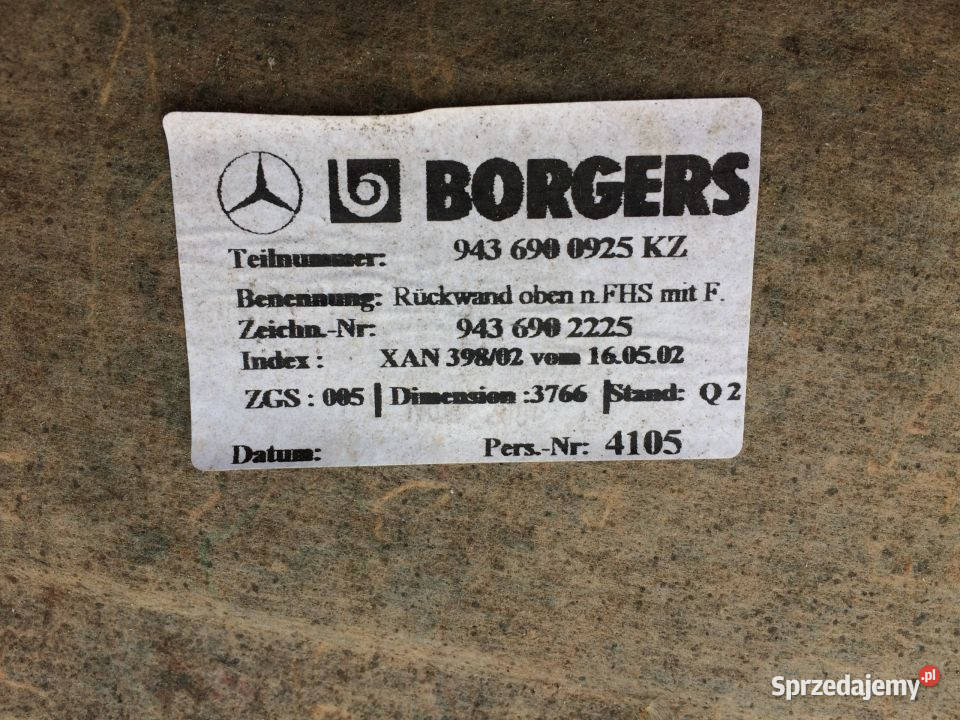 BORGERS
Teilnummer: 943 690 0925 KZ
Benennung: Rückwand oben n.FHS mit F.
Zeichn.-Nr: 943 690 2225
Index : XAN 398/02 vom 16.05.02
ZGS : 005 | Dimension :3766 | Stand: Q 2
Datum: Pers.-Nr: 4105
Sprzedajemy.pl